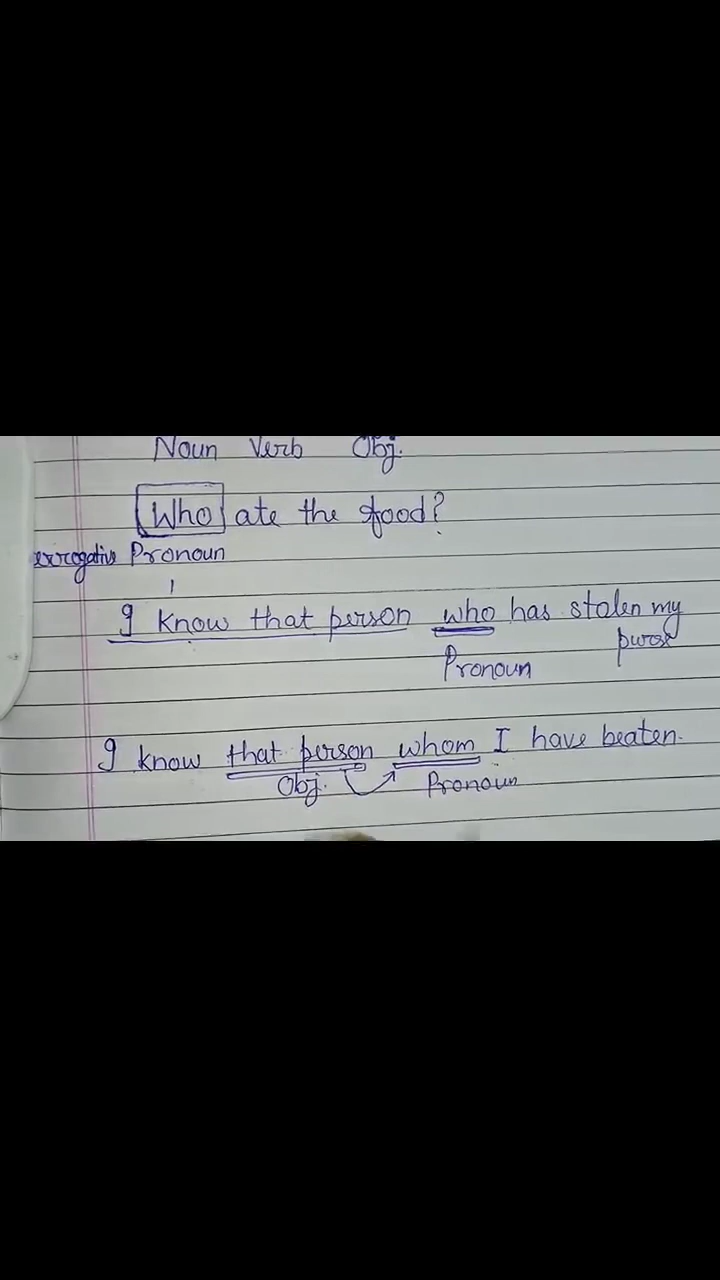 Noun Verb Obj.
Who ate the food?
errogative Pronoun
I know that person who has stolen my
purse
Pronoun
I know that person whom I have beaten.
Obj. Pronoun